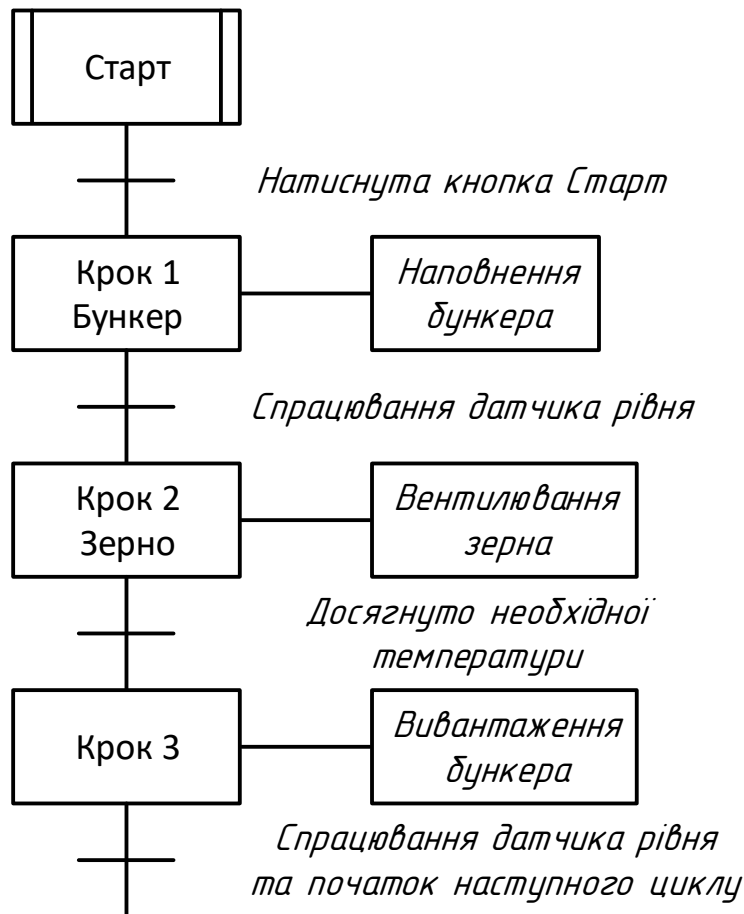 Старт
Натиснута кнопка Старт
Крок 1
Бункер
Наповнення
бункера
Спрацювання датчика рівня
Крок 2
Зерно
Вентилювання
зерна
Досягнуто необхідної
температури
Крок 3
Вивантаження
бункера
Спрацювання датчика рівня
та початок наступного циклу